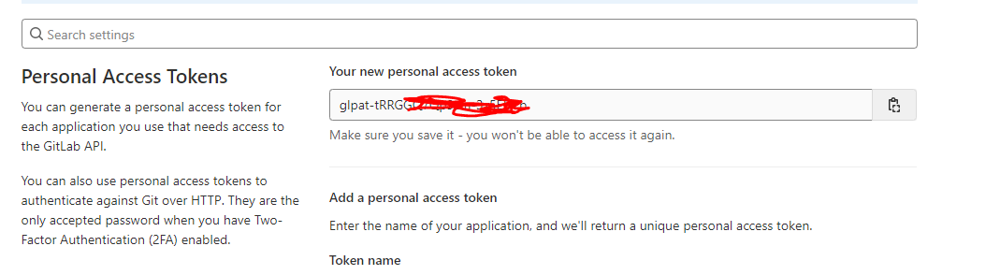 Search settings
Personal Access Tokens
You can generate a personal access token for
each application you use that needs access to
the GitLab API.
You can also use personal access tokens to
authenticate against Git over HTTP. They are the
only accepted password when you have Two-
Factor Authentication (2FA) enabled.
Your new personal access token
glpat-tRRG
Make sure you save it - you won't be able to access it again.
Add a personal access token
Enter the name of your application, and we'll return a unique personal access token.
Token name